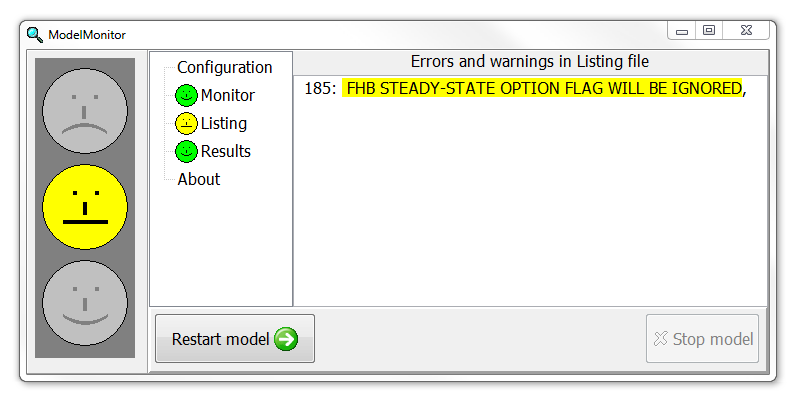 ModelMonitor
Configuration
Monitor
Listing
Results
About
Errors and warnings in Listing file
185: FHB STEADY-STATE OPTION FLAG WILL BE IGNORED,
Restart model
Stop model